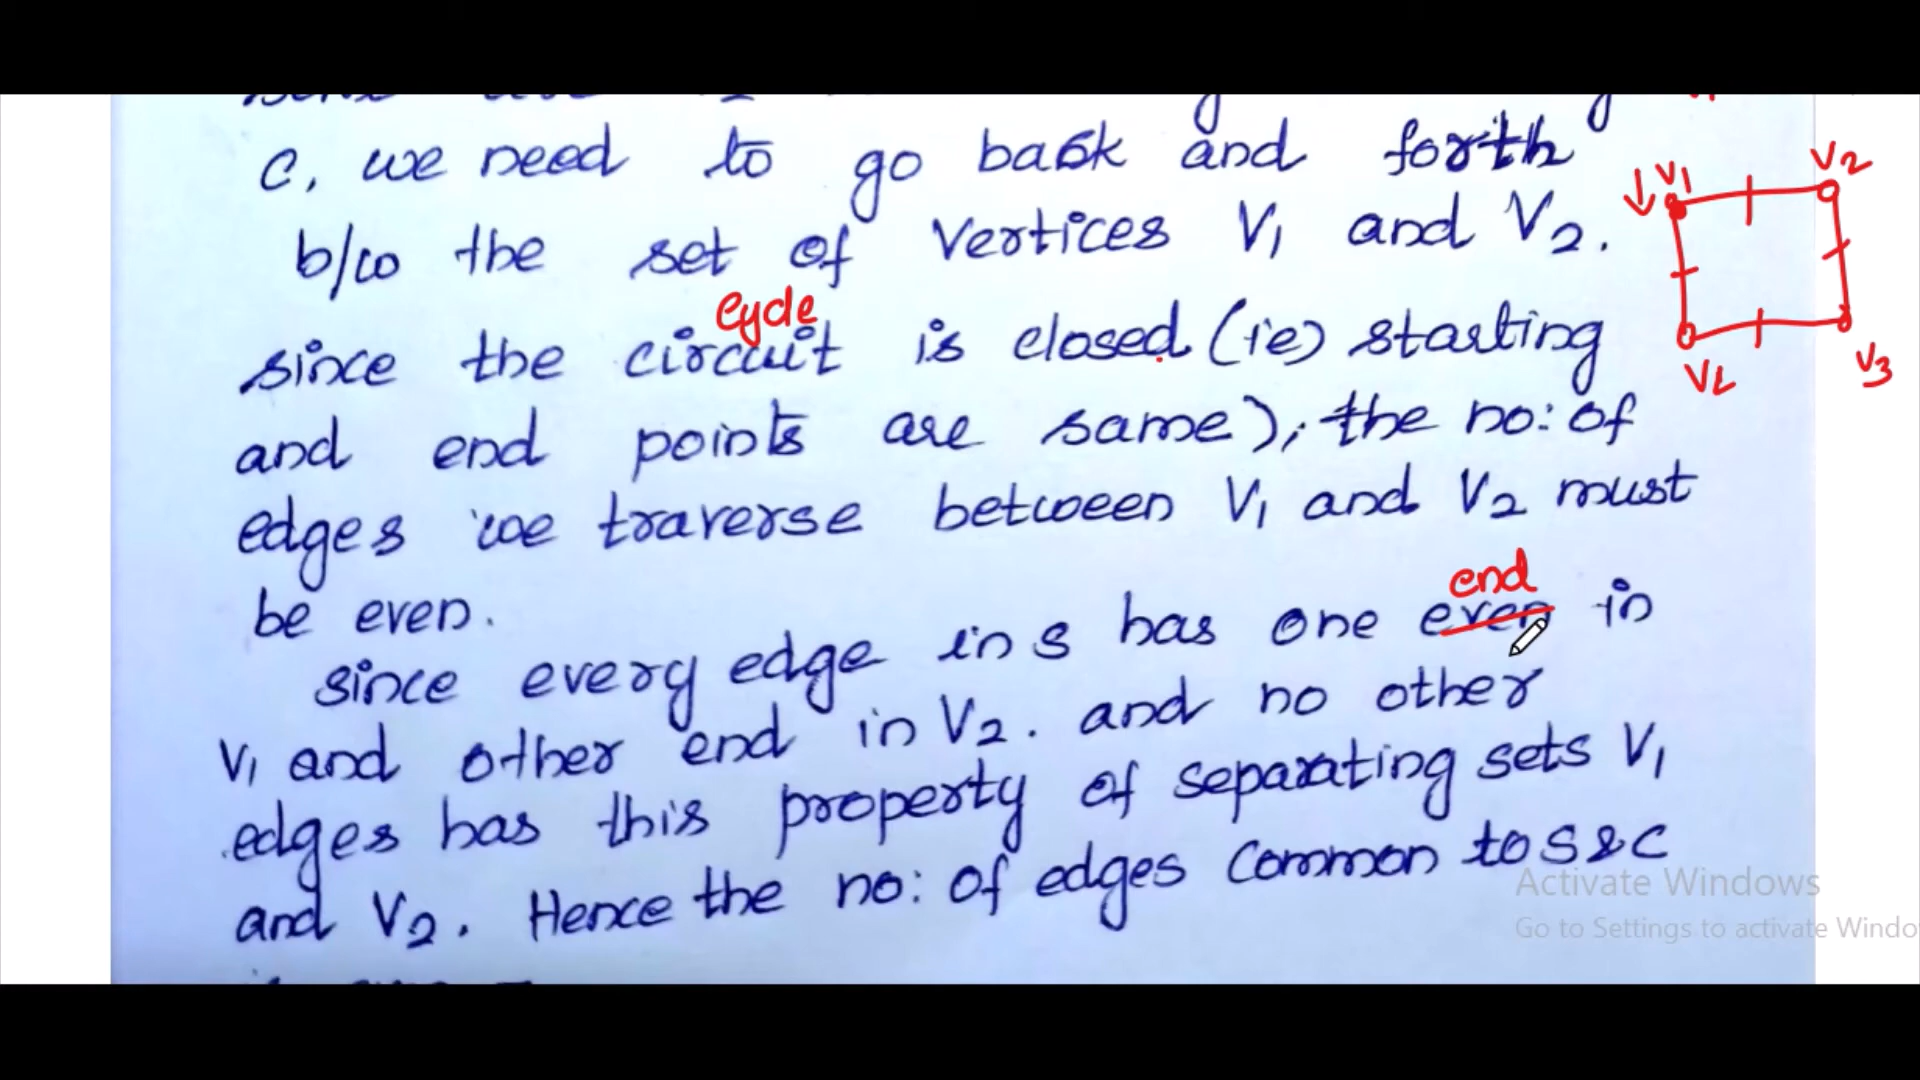 c, we need to go back and forth
b/w the set of vertices V1 and V2.
cycle
since the circuit is closed (ie) starting
and end points are same), the no: of
edges we traverse between V1 and V2 must
be even.
end
since every edge in S has one even in
V1 and other end in V2. and no other
edges has this property of separating sets V1
and V2. Hence the no: of edges common to S & C
V1
V2
V3
Activate Windows
Go to Settings to activate Windo